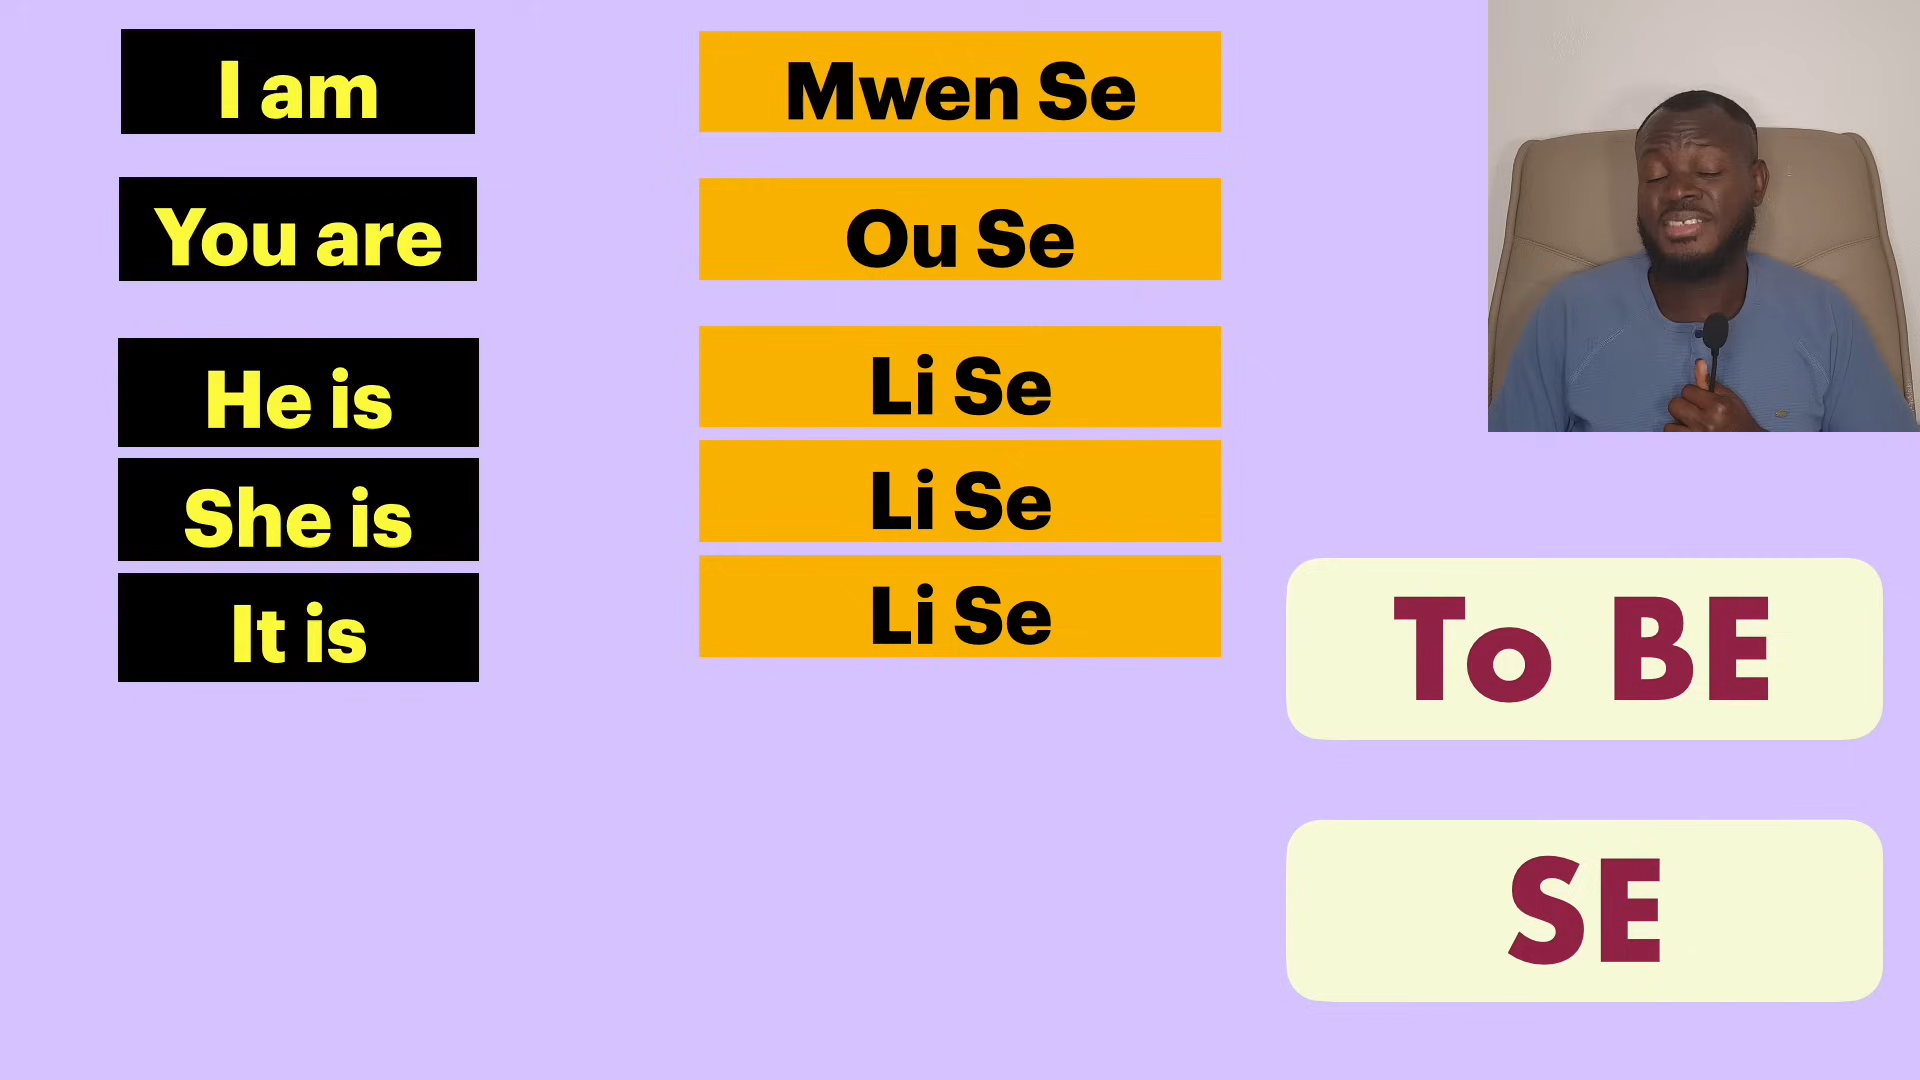 I am
Mwen Se
You are
Ou Se
He is
Li Se
She is
Li Se
It is
Li Se
To BE
SE